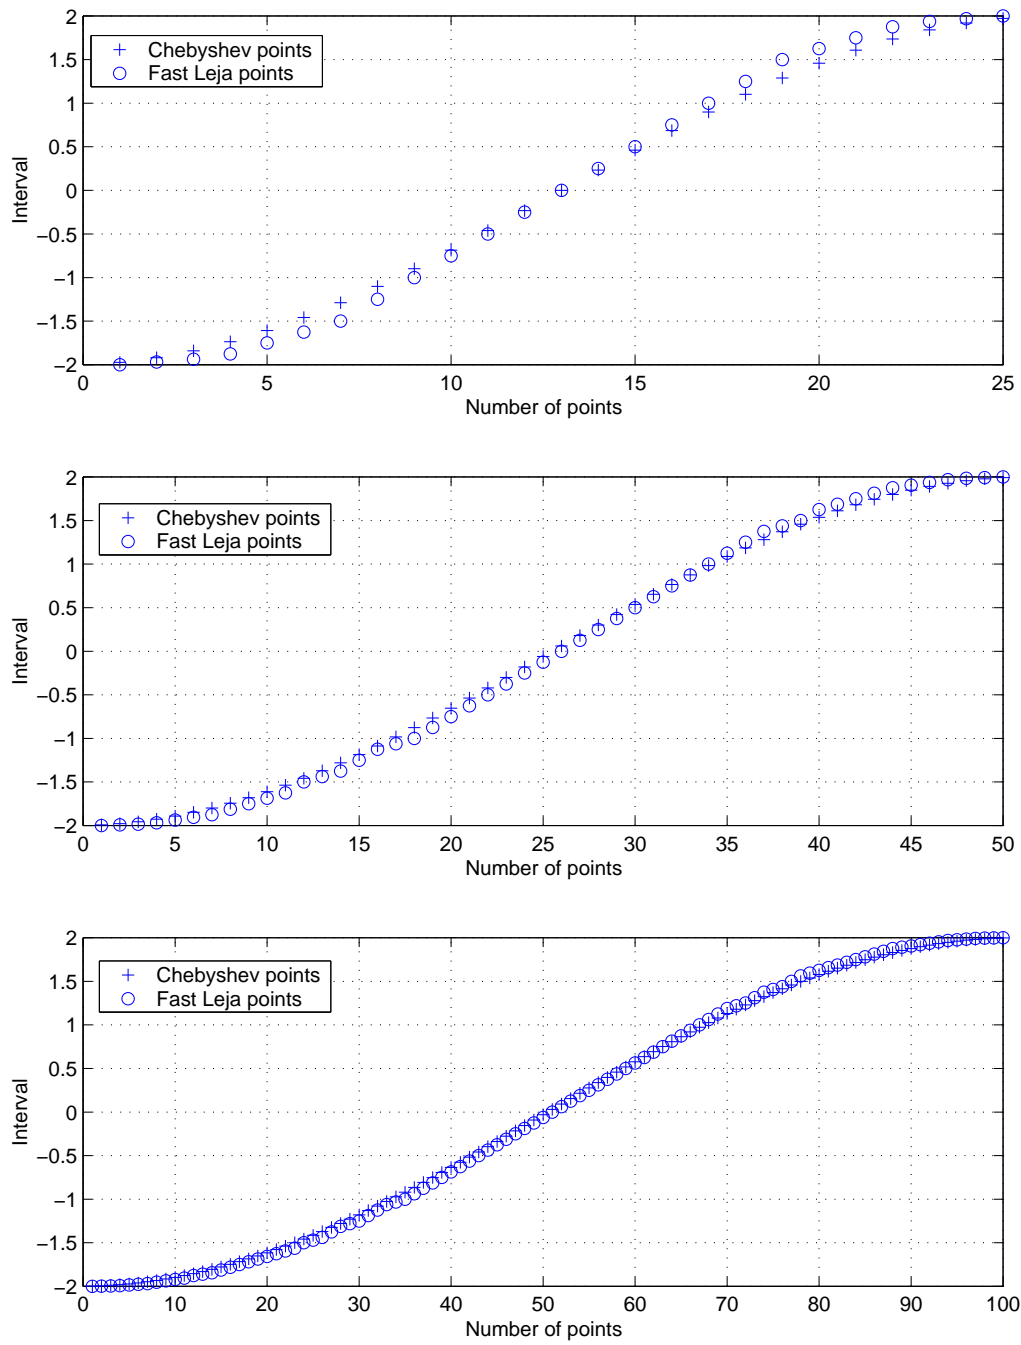 2
1.5
1
0.5
0
−0.5
−1
−1.5
−2
Interval
Chebyshev points
Fast Leja points
0 5 10 15 20 25
Number of points
2
1.5
1
0.5
0
−0.5
−1
−1.5
−2
Interval
Chebyshev points
Fast Leja points
0 5 10 15 20 25 30 35 40 45 50
Number of points
2
1.5
1
0.5
0
−0.5
−1
−1.5
−2
Interval
Chebyshev points
Fast Leja points
0 10 20 30 40 50 60 70 80 90 100
Number of points